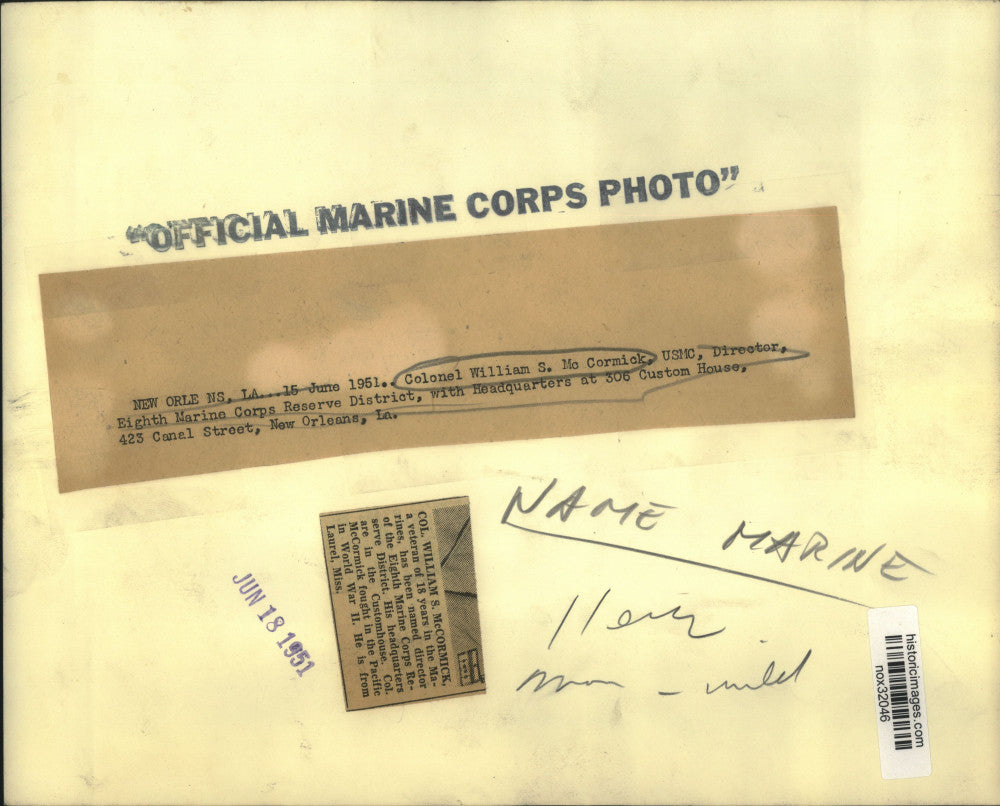 “OFFICIAL MARINE CORPS PHOTO”
NEW ORLE NS, LA...15 June 1951.. Colonel William S. Mc Cormick, USMC, Director,
Eighth Marine Corps Reserve District, with Headquarters at 306 Custom House,
423 Canal Street, New Orleans, La.
COL. WILLIAM S. McCORMICK,
a veteran of 18 years in the Ma-
rines, has been named director
of the Eighth Marine Corps Re-
serve District. His headquarters
are in the Customhouse. Col.
McCormick fought in the Pacific
in World War II. He is from
Laurel, Miss.
JUN 18 1951
NAME MARINE
historicimages.com
nox32046